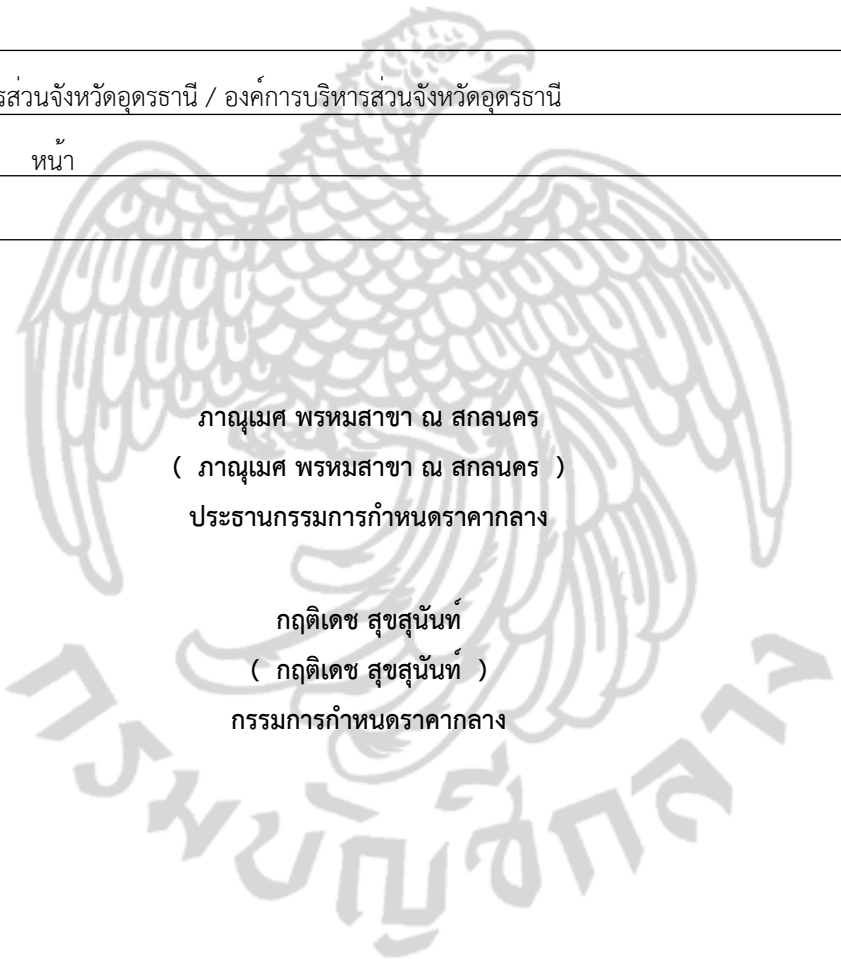 รส่วนจังหวัดอุดรธานี / องค์การบริหารส่วนจังหวัดอุดรธานี
หน้า
ภาณุเมศ พรหมสาขา ณ สกลนคร
( ภาณุเมศ พรหมสาขา ณ สกลนคร )
ประธานกรรมการกำหนดราคากลาง
กฤติเดช สุขสุนันท์
( กฤติเดช สุขสุนันท์ )
กรรมการกำหนดราคากลาง
กรมบัญชีกลาง